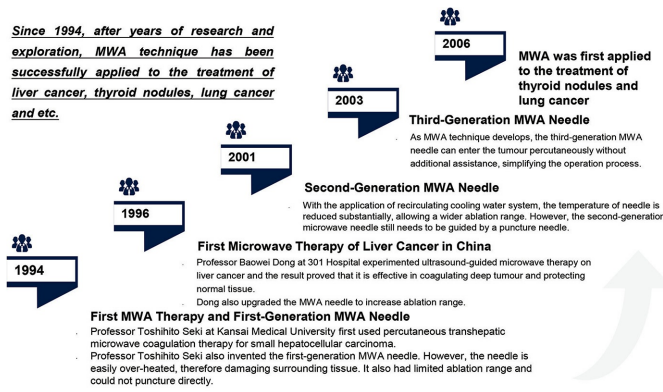 Since 1994, after years of research and
exploration, MWA technique has been
successfully applied to the treatment of
liver cancer, thyroid nodules, lung cancer
and etc.
2006
MWA was first applied
to the treatment of
thyroid nodules and
lung cancer
2003
Third-Generation MWA Needle
As MWA technique develops, the third-generation MWA
needle can enter the tumour percutaneously without
additional assistance, simplifying the operation process.
2001
Second-Generation MWA Needle
With the application of recirculating cooling water system, the temperature of needle is
reduced substantially, allowing a wider ablation range. However, the second-generation
microwave needle still needs to be guided by a puncture needle.
1996
First Microwave Therapy of Liver Cancer in China
Professor Baowei Dong at 301 Hospital experimented ultrasound-guided microwave therapy on
liver cancer and the result proved that it is effective in coagulating deep tumour and protecting
normal tissue.
Dong also upgraded the MWA needle to increase ablation range.
1994
First MWA Therapy and First-Generation MWA Needle
Professor Toshihito Seki at Kansai Medical University first used percutaneous transhepatic
microwave coagulation therapy for small hepatocellular carcinoma.
Professor Toshihito Seki also invented the first-generation MWA needle. However, the needle is
easily over-heated, therefore damaging surrounding tissue. It also had limited ablation range and
could not puncture directly.